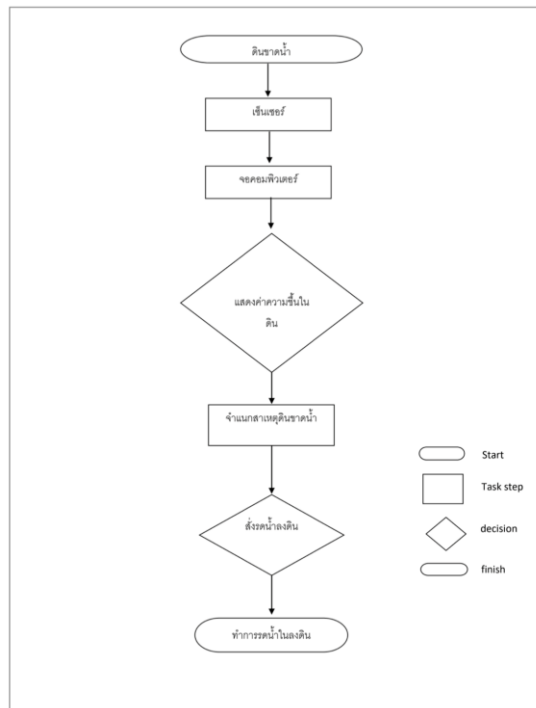 ดินขาดน้ำ
เซ็นเซอร์
จอคอมพิวเตอร์
แสดงค่าความชื้นใน
ดิน
จำแนกสาเหตุดินขาดน้ำ
สั่งรดน้ำลงดิน
ทำการรดน้ำในลงดิน
Start
Task step
decision
finish